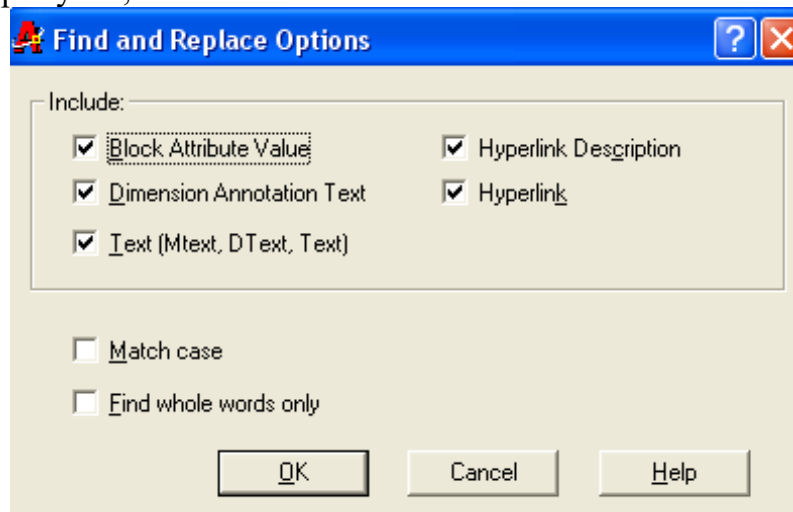 Find and Replace Options
Include:
Block Attribute Value
Hyperlink Description
Dimension Annotation Text
Hyperlink
Text (Mtext, DText, Text)
Match case
Find whole words only
OK Cancel Help